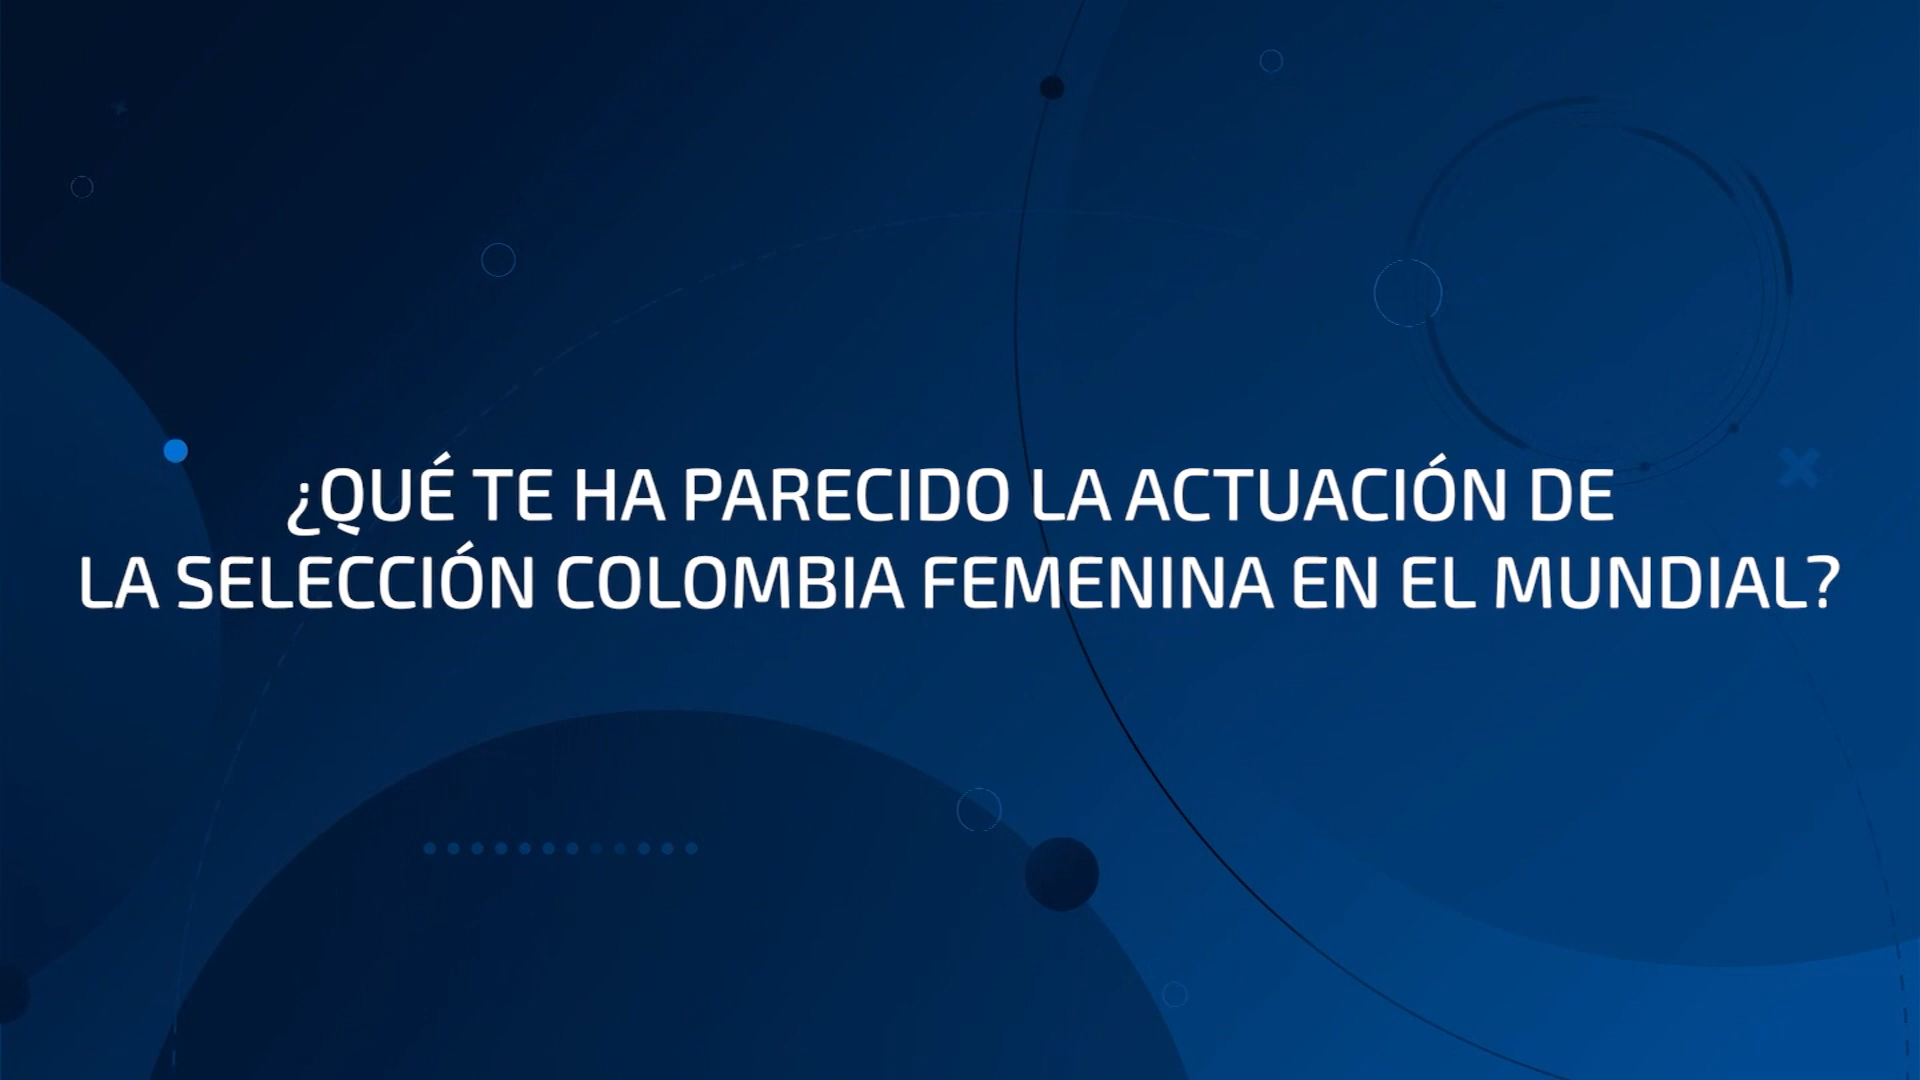 ¿QUÉ TE HA PARECIDO LA ACTUACIÓN DE
LA SELECCIÓN COLOMBIA FEMENINA EN EL MUNDIAL?